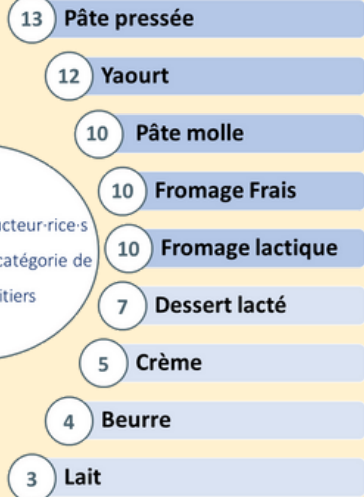 13 Pâte pressée
12 Yaourt
10 Pâte molle
10 Fromage Frais
10 Fromage lactique
7 Dessert lacté
5 Crème
4 Beurre
3 Lait
ucteur·rice·s
catégorie de
itiers